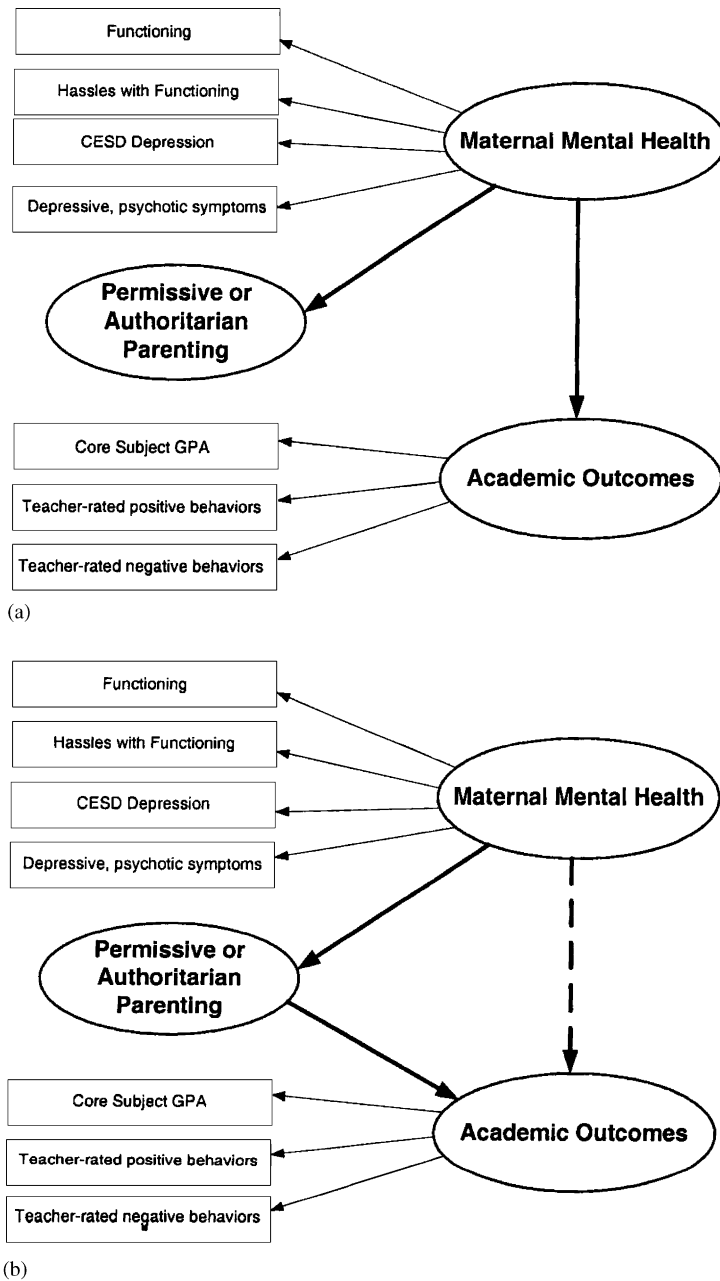 Functioning
Hassles with Functioning
CESD Depression
Depressive, psychotic symptoms
Maternal Mental Health
Permissive or
Authoritarian
Parenting
Core Subject GPA
Teacher-rated positive behaviors
Teacher-rated negative behaviors
Academic Outcomes
(a)
Functioning
Hassles with Functioning
CESD Depression
Depressive, psychotic symptoms
Maternal Mental Health
Permissive or
Authoritarian
Parenting
Core Subject GPA
Teacher-rated positive behaviors
Teacher-rated negative behaviors
Academic Outcomes
(b)